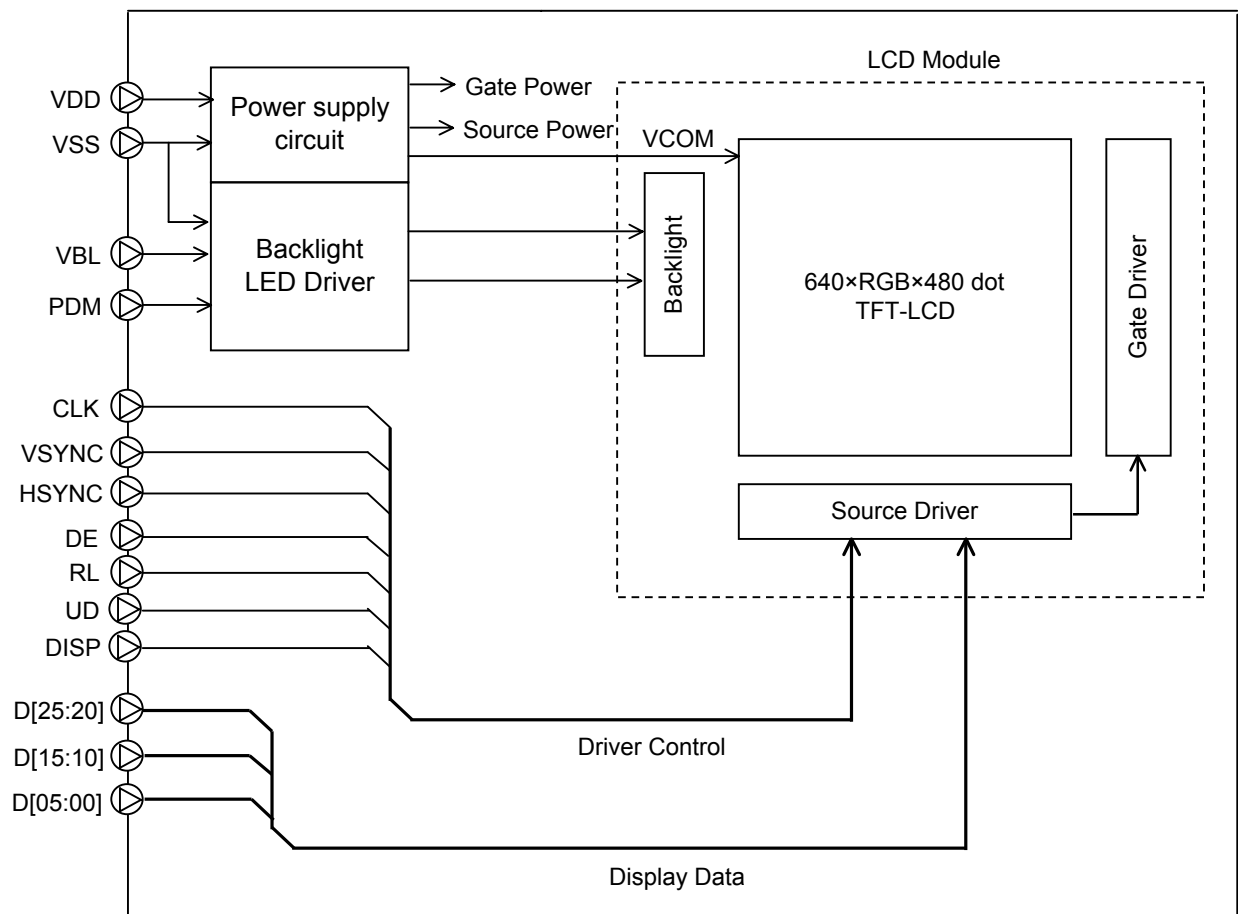 LCD Module
VDD
VSS
Power supply
circuit
Gate Power
Source Power
VCOM
VBL
PDM
Backlight
LED Driver
Backlight
640×RGB×480 dot
TFT-LCD
Gate Driver
Source Driver
CLK
VSYNC
HSYNC
DE
RL
UD
DISP
D[25:20]
D[15:10]
D[05:00]
Driver Control
Display Data